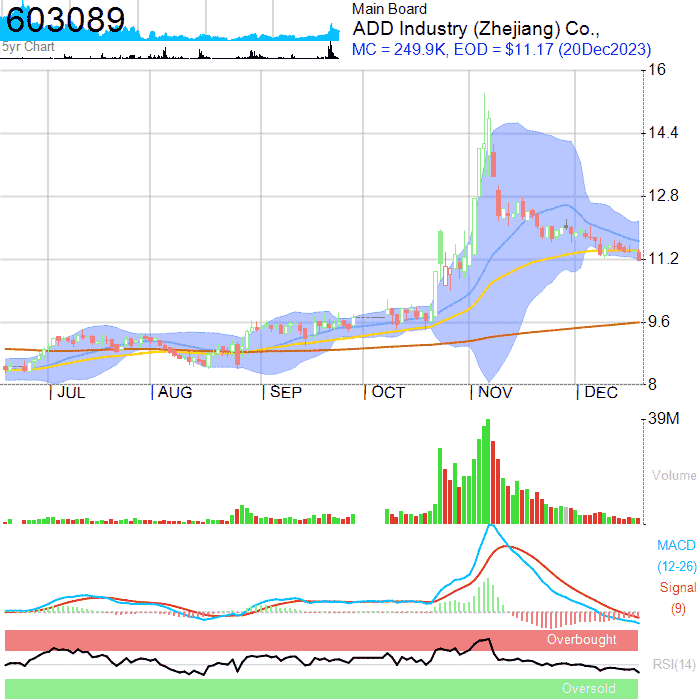 603089
5yr Chart
Main Board
ADD Industry (Zhejiang) Co.,
MC = 249.9K, EOD = $11.17 (20Dec2023)
16
14.4
12.8
11.2
9.6
8
JUL
AUG
SEP
OCT
NOV
DEC
39M
Volume
MACD
(12-26)
Signal
(9)
Overbought
RSI(14)
Oversold